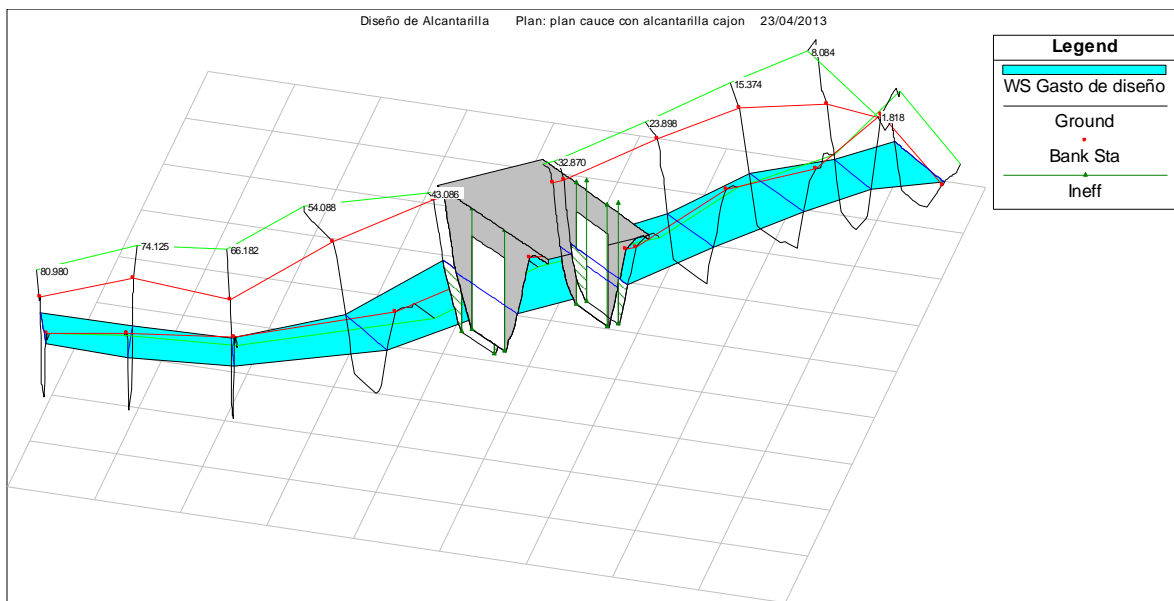 Diseño de Alcantarilla Plan: plan cauce con alcantarilla cajon 23/04/2013
Legend
WS Gasto de diseño
Ground
Bank Sta
Ineff
8.084
15.374
1.818
23.898
32.870
43.086
54.088
66.182
74.125
80.980